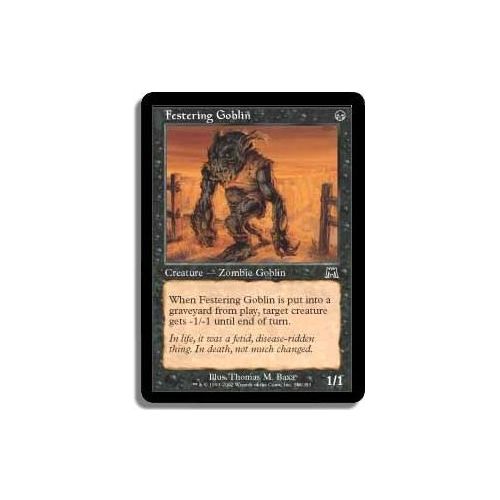 Festering Goblin
Creature — Zombie Goblin
When Festering Goblin is put into a
graveyard from play, target creature
gets -1/-1 until end of turn.
In life, it was a fetid, disease-ridden
thing. In death, not much changed.
Illus. Thomas M. Baxa
1/1